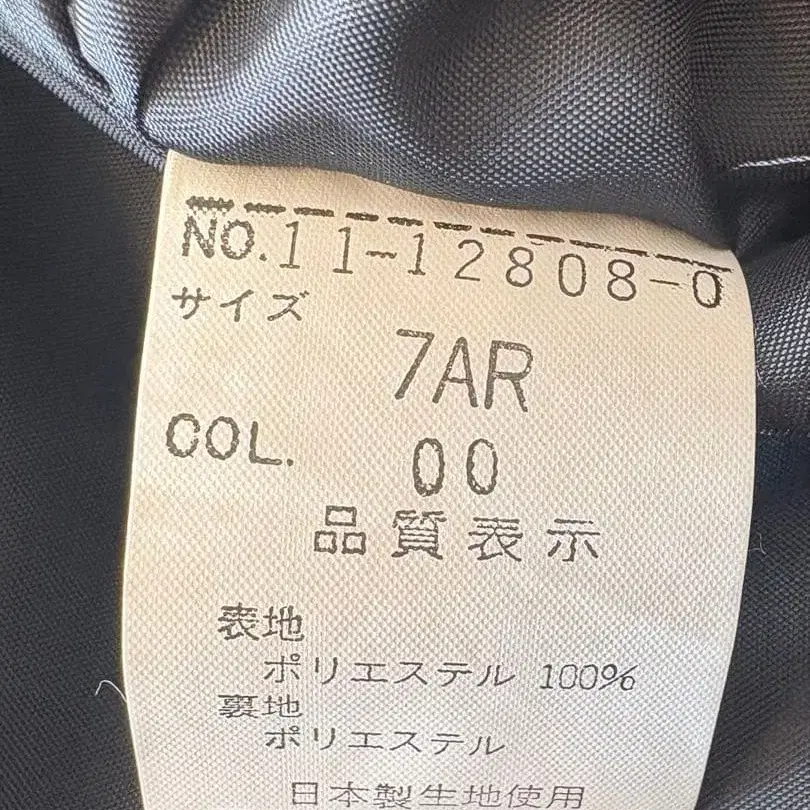 NO.11-12808-0
サイズ
7AR
COL. 00
品質表示
表地
ポリエステル 100%
裏地
ポリエステル
日本製生地使用